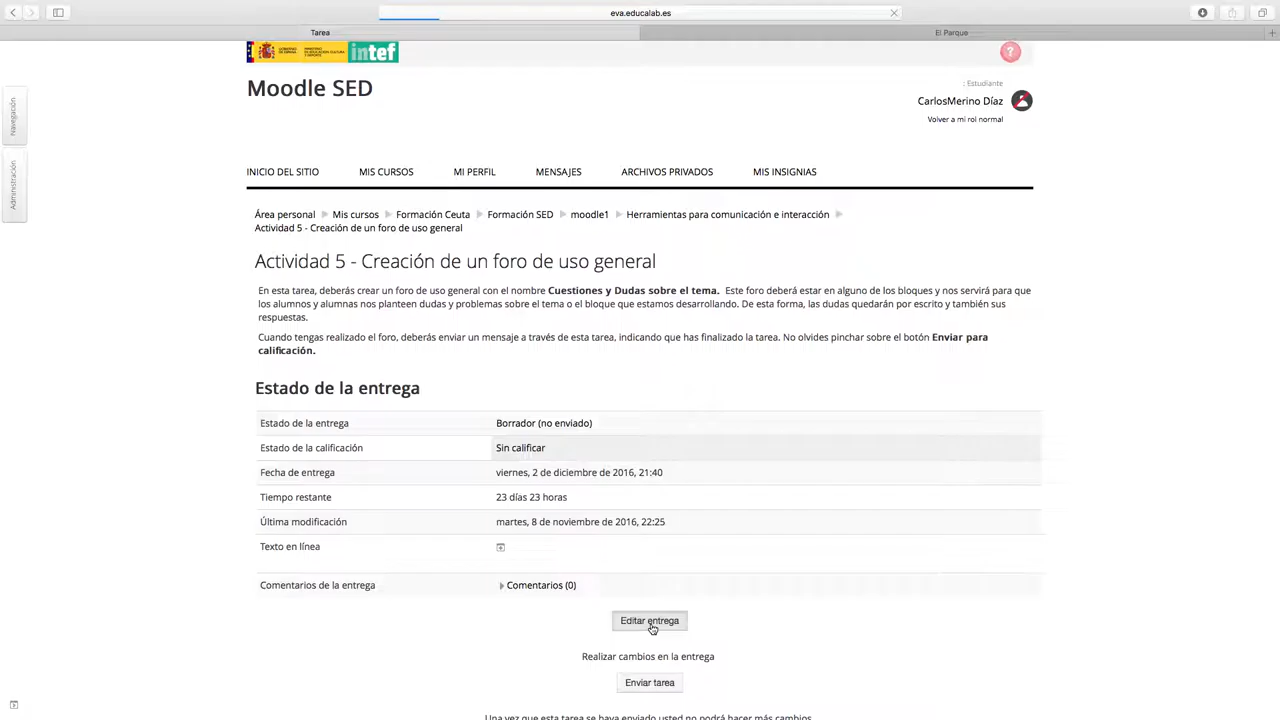 eva.educalab.es
Tarea
El Parque
GOBIERNO DE ESPAÑA
MINISTERIO DE EDUCACIÓN, CULTURA Y DEPORTE
intef
?
Moodle SED
: Estudiante
CarlosMerino Díaz
Volver a mi rol normal
Navegación
Administración
INICIO DEL SITIO MIS CURSOS MI PERFIL MENSAJES ARCHIVOS PRIVADOS MIS INSIGNIAS
Área personal Mis cursos Formación Ceuta Formación SED moodle1 Herramientas para comunicación e interacción
Actividad 5 - Creación de un foro de uso general
Actividad 5 - Creación de un foro de uso general
En esta tarea, deberás crear un foro de uso general con el nombre Cuestiones y Dudas sobre el tema. Este foro deberá estar en alguno de los bloques y nos servirá para que
los alumnos y alumnas nos planteen dudas y problemas sobre el tema o el bloque que estamos desarrollando. De esta forma, las dudas quedarán por escrito y también sus
respuestas.
Cuando tengas realizado el foro, deberás enviar un mensaje a través de esta tarea, indicando que has finalizado la tarea. No olvides pinchar sobre el botón Enviar para
calificación.
Estado de la entrega
Estado de la entrega Borrador (no enviado)
Estado de la calificación Sin calificar
Fecha de entrega viernes, 2 de diciembre de 2016, 21:40
Tiempo restante 23 días 23 horas
Última modificación martes, 8 de noviembre de 2016, 22:25
Texto en línea
Comentarios de la entrega Comentarios (0)
Editar entrega
Realizar cambios en la entrega
Enviar tarea
Una vez que esta tarea se haya enviado usted no podrá hacer más cambios